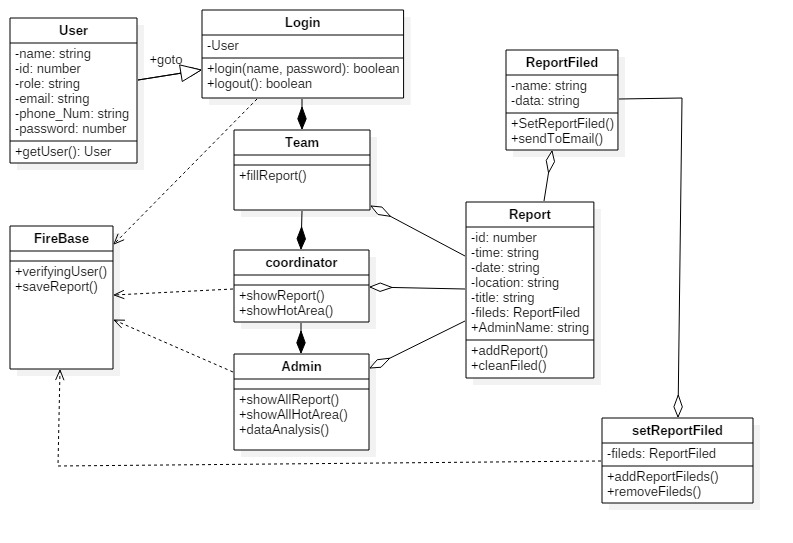 User
-name: string
-id: number
-role: string
-email: string
-phone_Num: string
-password: number
+getUser(): User
+goto
Login
-User
+login(name, password): boolean
+logout(): boolean
ReportFiled
-name: string
-data: string
+SetReportFiled()
+sendToEmail()
Team
+fillReport()
FireBase
+verifyingUser()
+saveReport()
coordinator
+showReport()
+showHotArea()
Report
-id: number
-time: string
-date: string
-location: string
-title: string
-fileds: ReportFiled
+AdminName: string
+addReport()
+cleanFiled()
Admin
+showAllReport()
+showAllHotArea()
+dataAnalysis()
setReportFiled
-fileds: ReportFiled
+addReportFileds()
+removeFileds()